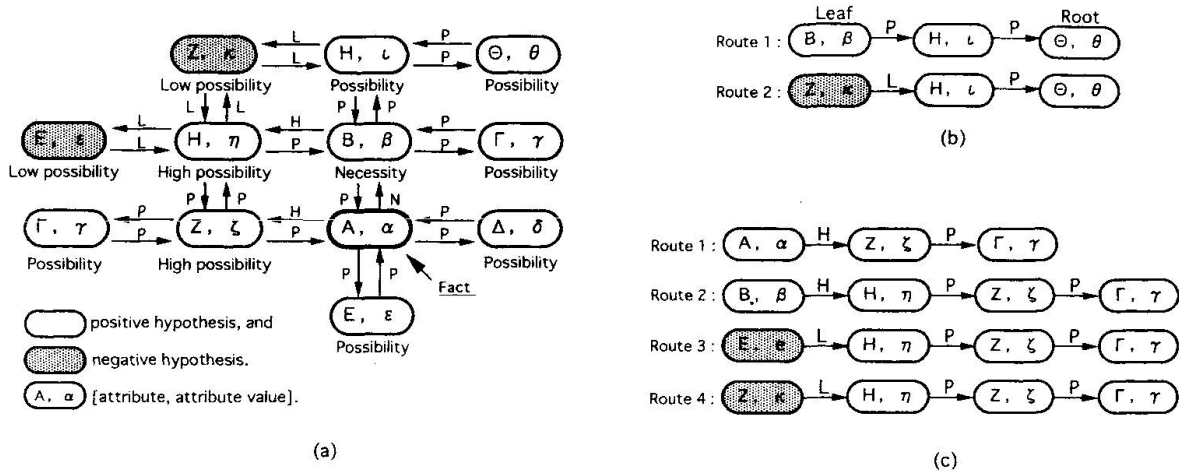 L P
Z, κ H, ι Θ, θ
L P
Low possibility Possibility Possibility
L L P P
L H P
E, ε H, η B, β Γ, γ
L P P
Low possibility High possibility Necessity Possibility
P P P N
P H P
Γ, γ Z, ζ A, α Δ, δ
P P P
Possibility High possibility Possibility
P P Fact
E, ε
Possibility
positive hypothesis, and
negative hypothesis.
A, α [attribute, attribute value].
(a)
Leaf Root
Route 1 : B, β P H, ι P Θ, θ
Route 2 : Z, κ L H, ι P Θ, θ
(b)
Route 1 : A, α H Z, ζ P Γ, γ
Route 2 : B, β H H, η P Z, ζ P Γ, γ
Route 3 : E, e L H, η P Z, ζ P Γ, γ
Route 4 : Z, κ L H, η P Z, ζ P Γ, γ
(c)